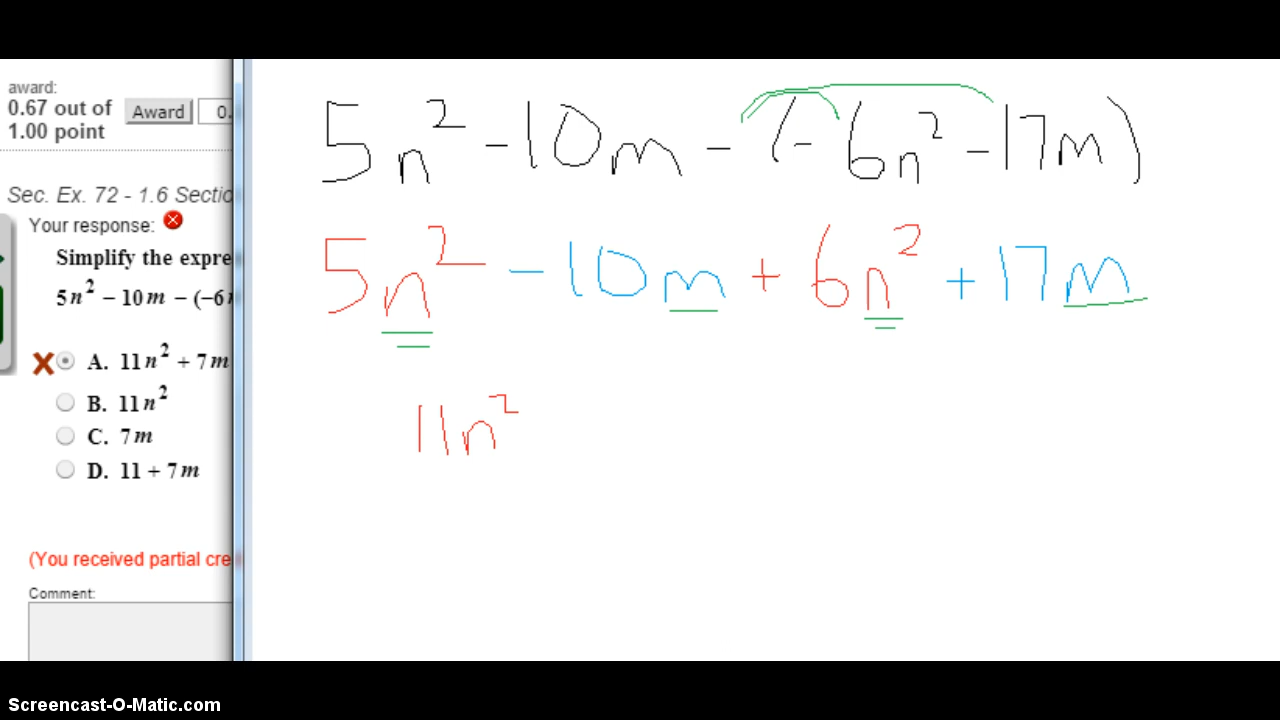 award:
0.67 out of
1.00 point
Award
0.
Sec. Ex. 72 - 1.6 Sectio
Your response:
Simplify the expre
5n² − 10m − (−6
A. 11n² + 7m
B. 11n²
C. 7m
D. 11 + 7m
(You received partial cre
Comment:
5n² - 10m - (- 6n² - 17m)
5n² - 10m + 6n² + 17m
11n²
Screencast-O-Matic.com